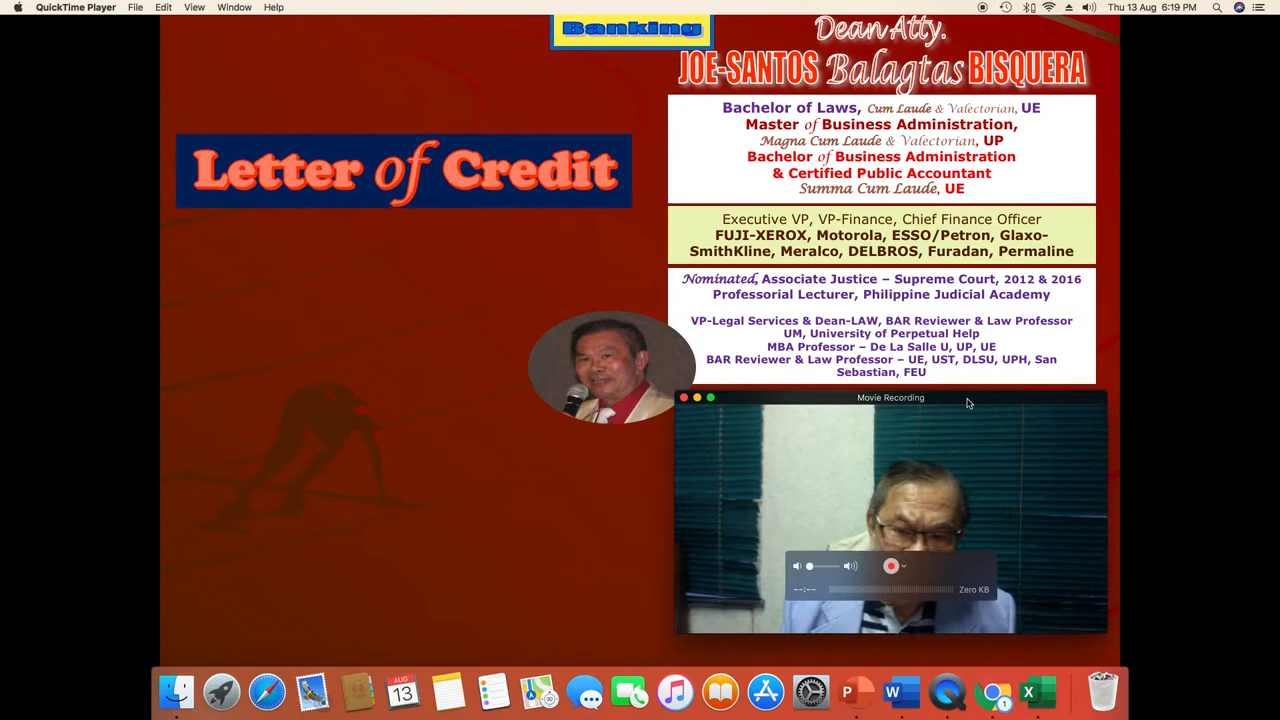 QuickTime Player File Edit View Window Help Thu 13 Aug 6:19 PM
Banking
Dean Atty.
JOE-SANTOS Balagtas BISQUERA
Letter of Credit
Bachelor of Laws, Cum Laude & Valectorian, UE
Master of Business Administration,
Magna Cum Laude & Valectorian, UP
Bachelor of Business Administration
& Certified Public Accountant
Summa Cum Laude, UE
Executive VP, VP-Finance, Chief Finance Officer
FUJI-XEROX, Motorola, ESSO/Petron, Glaxo-
SmithKline, Meralco, DELBROS, Furadan, Permaline
Nominated, Associate Justice – Supreme Court, 2012 & 2016
Professorial Lecturer, Philippine Judicial Academy
VP-Legal Services & Dean-LAW, BAR Reviewer & Law Professor
UM, University of Perpetual Help
MBA Professor – De La Salle U, UP, UE
BAR Reviewer & Law Professor – UE, UST, DLSU, UPH, San
Sebastian, FEU
Movie Recording
--:-- Zero KB
AUG
13
P W 1 X